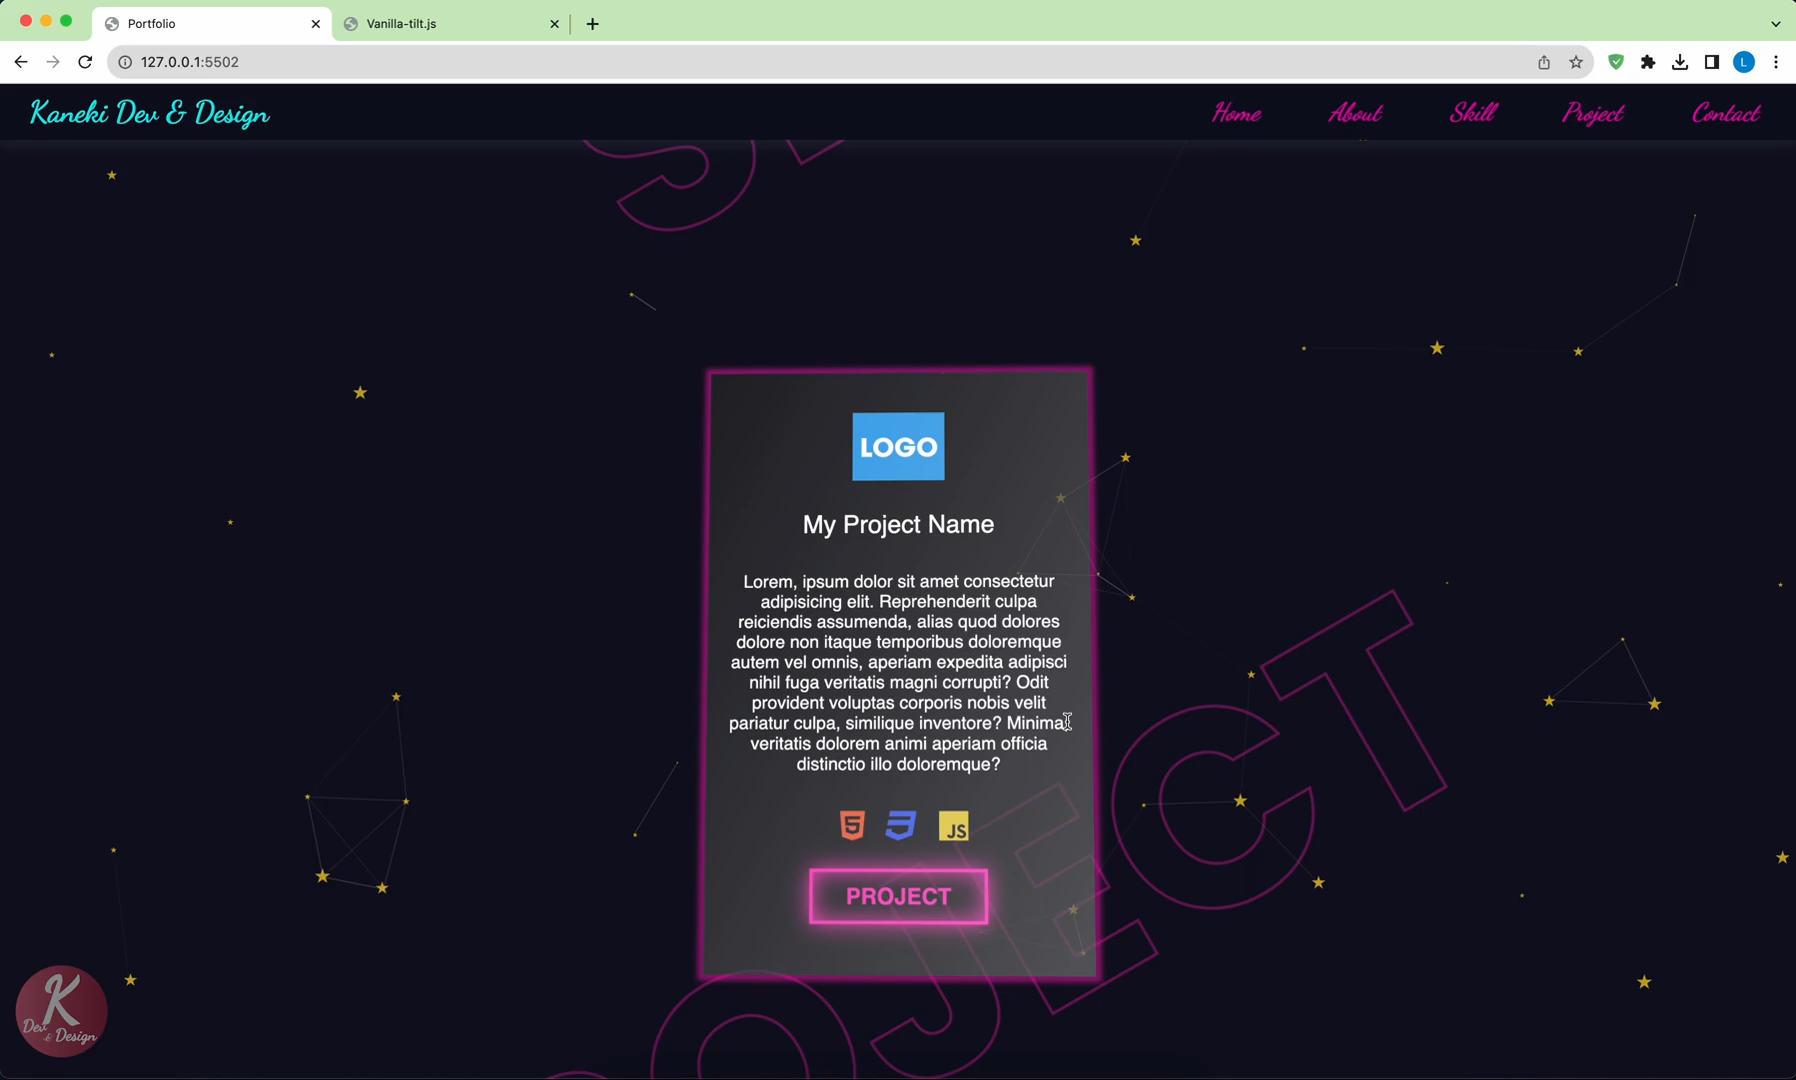 Portfolio
Vanilla-tilt.js
127.0.0.1:5502
L
Kaneki Dev & Design
Home
About
Skill
Project
Contact
LOGO
My Project Name
Lorem, ipsum dolor sit amet consectetur
adipisicing elit. Reprehenderit culpa
reiciendis assumenda, alias quod dolores
dolore non itaque temporibus doloremque
autem vel omnis, aperiam expedita adipisci
nihil fuga veritatis magni corrupti? Odit
provident voluptas corporis nobis velit
pariatur culpa, similique inventore? Minima
veritatis dolorem animi aperiam officia
distinctio illo doloremque?
5
JS
PROJECT
OJECT
K
Dev & Design